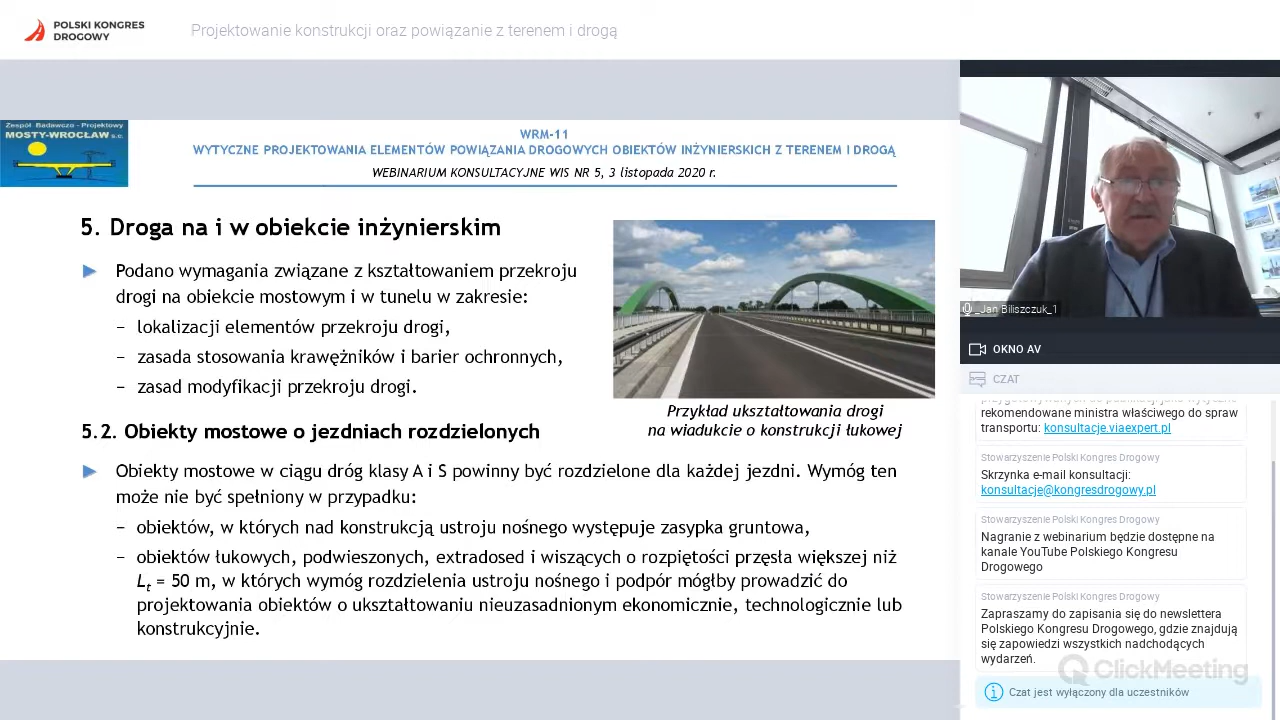 POLSKI KONGRES
DROGOWY
Projektowanie konstrukcji oraz powiązanie z terenem i drogą
Zespół Badawczo - Projektowy
MOSTY-WROCŁAW s.c.
WRM-11
WYTYCZNE PROJEKTOWANIA ELEMENTÓW POWIĄZANIA DROGOWYCH OBIEKTÓW INŻYNIERSKICH Z TERENEM I DROGĄ
WEBINARIUM KONSULTACYJNE WIS NR 5, 3 listopada 2020 r.
5. Droga na i w obiekcie inżynierskim
Podano wymagania związane z kształtowaniem przekroju
drogi na obiekcie mostowym i w tunelu w zakresie:
– lokalizacji elementów przekroju drogi,
– zasada stosowania krawężników i barier ochronnych,
– zasad modyfikacji przekroju drogi.
Przykład ukształtowania drogi
na wiadukcie o konstrukcji łukowej
5.2. Obiekty mostowe o jezdniach rozdzielonych
Obiekty mostowe w ciągu dróg klasy A i S powinny być rozdzielone dla każdej jezdni. Wymóg ten
może nie być spełniony w przypadku:
– obiektów, w których nad konstrukcją ustroju nośnego występuje zasypka gruntowa,
– obiektów łukowych, podwieszonych, extradosed i wiszących o rozpiętości przęsła większej niż
Lt = 50 m, w których wymóg rozdzielenia ustroju nośnego i podpór mógłby prowadzić do
projektowania obiektów o ukształtowaniu nieuzasadnionym ekonomicznie, technologicznie lub
konstrukcyjnie.
_Jan Biliszczuk_1
OKNO AV
CZAT
rekomendowane ministra właściwego do spraw
transportu: konsultacje.viaexpert.pl
Stowarzyszenie Polski Kongres Drogowy
Skrzynka e-mail konsultacji:
konsultacje@kongresdrogowy.pl
Stowarzyszenie Polski Kongres Drogowy
Nagranie z webinarium będzie dostępne na
kanale YouTube Polskiego Kongresu
Drogowego
Stowarzyszenie Polski Kongres Drogowy
Zapraszamy do zapisania się do newslettera
Polskiego Kongresu Drogowego, gdzie znajdują
się zapowiedzi wszystkich nadchodzących
wydarzeń.
ClickMeeting
Czat jest wyłączony dla uczestników